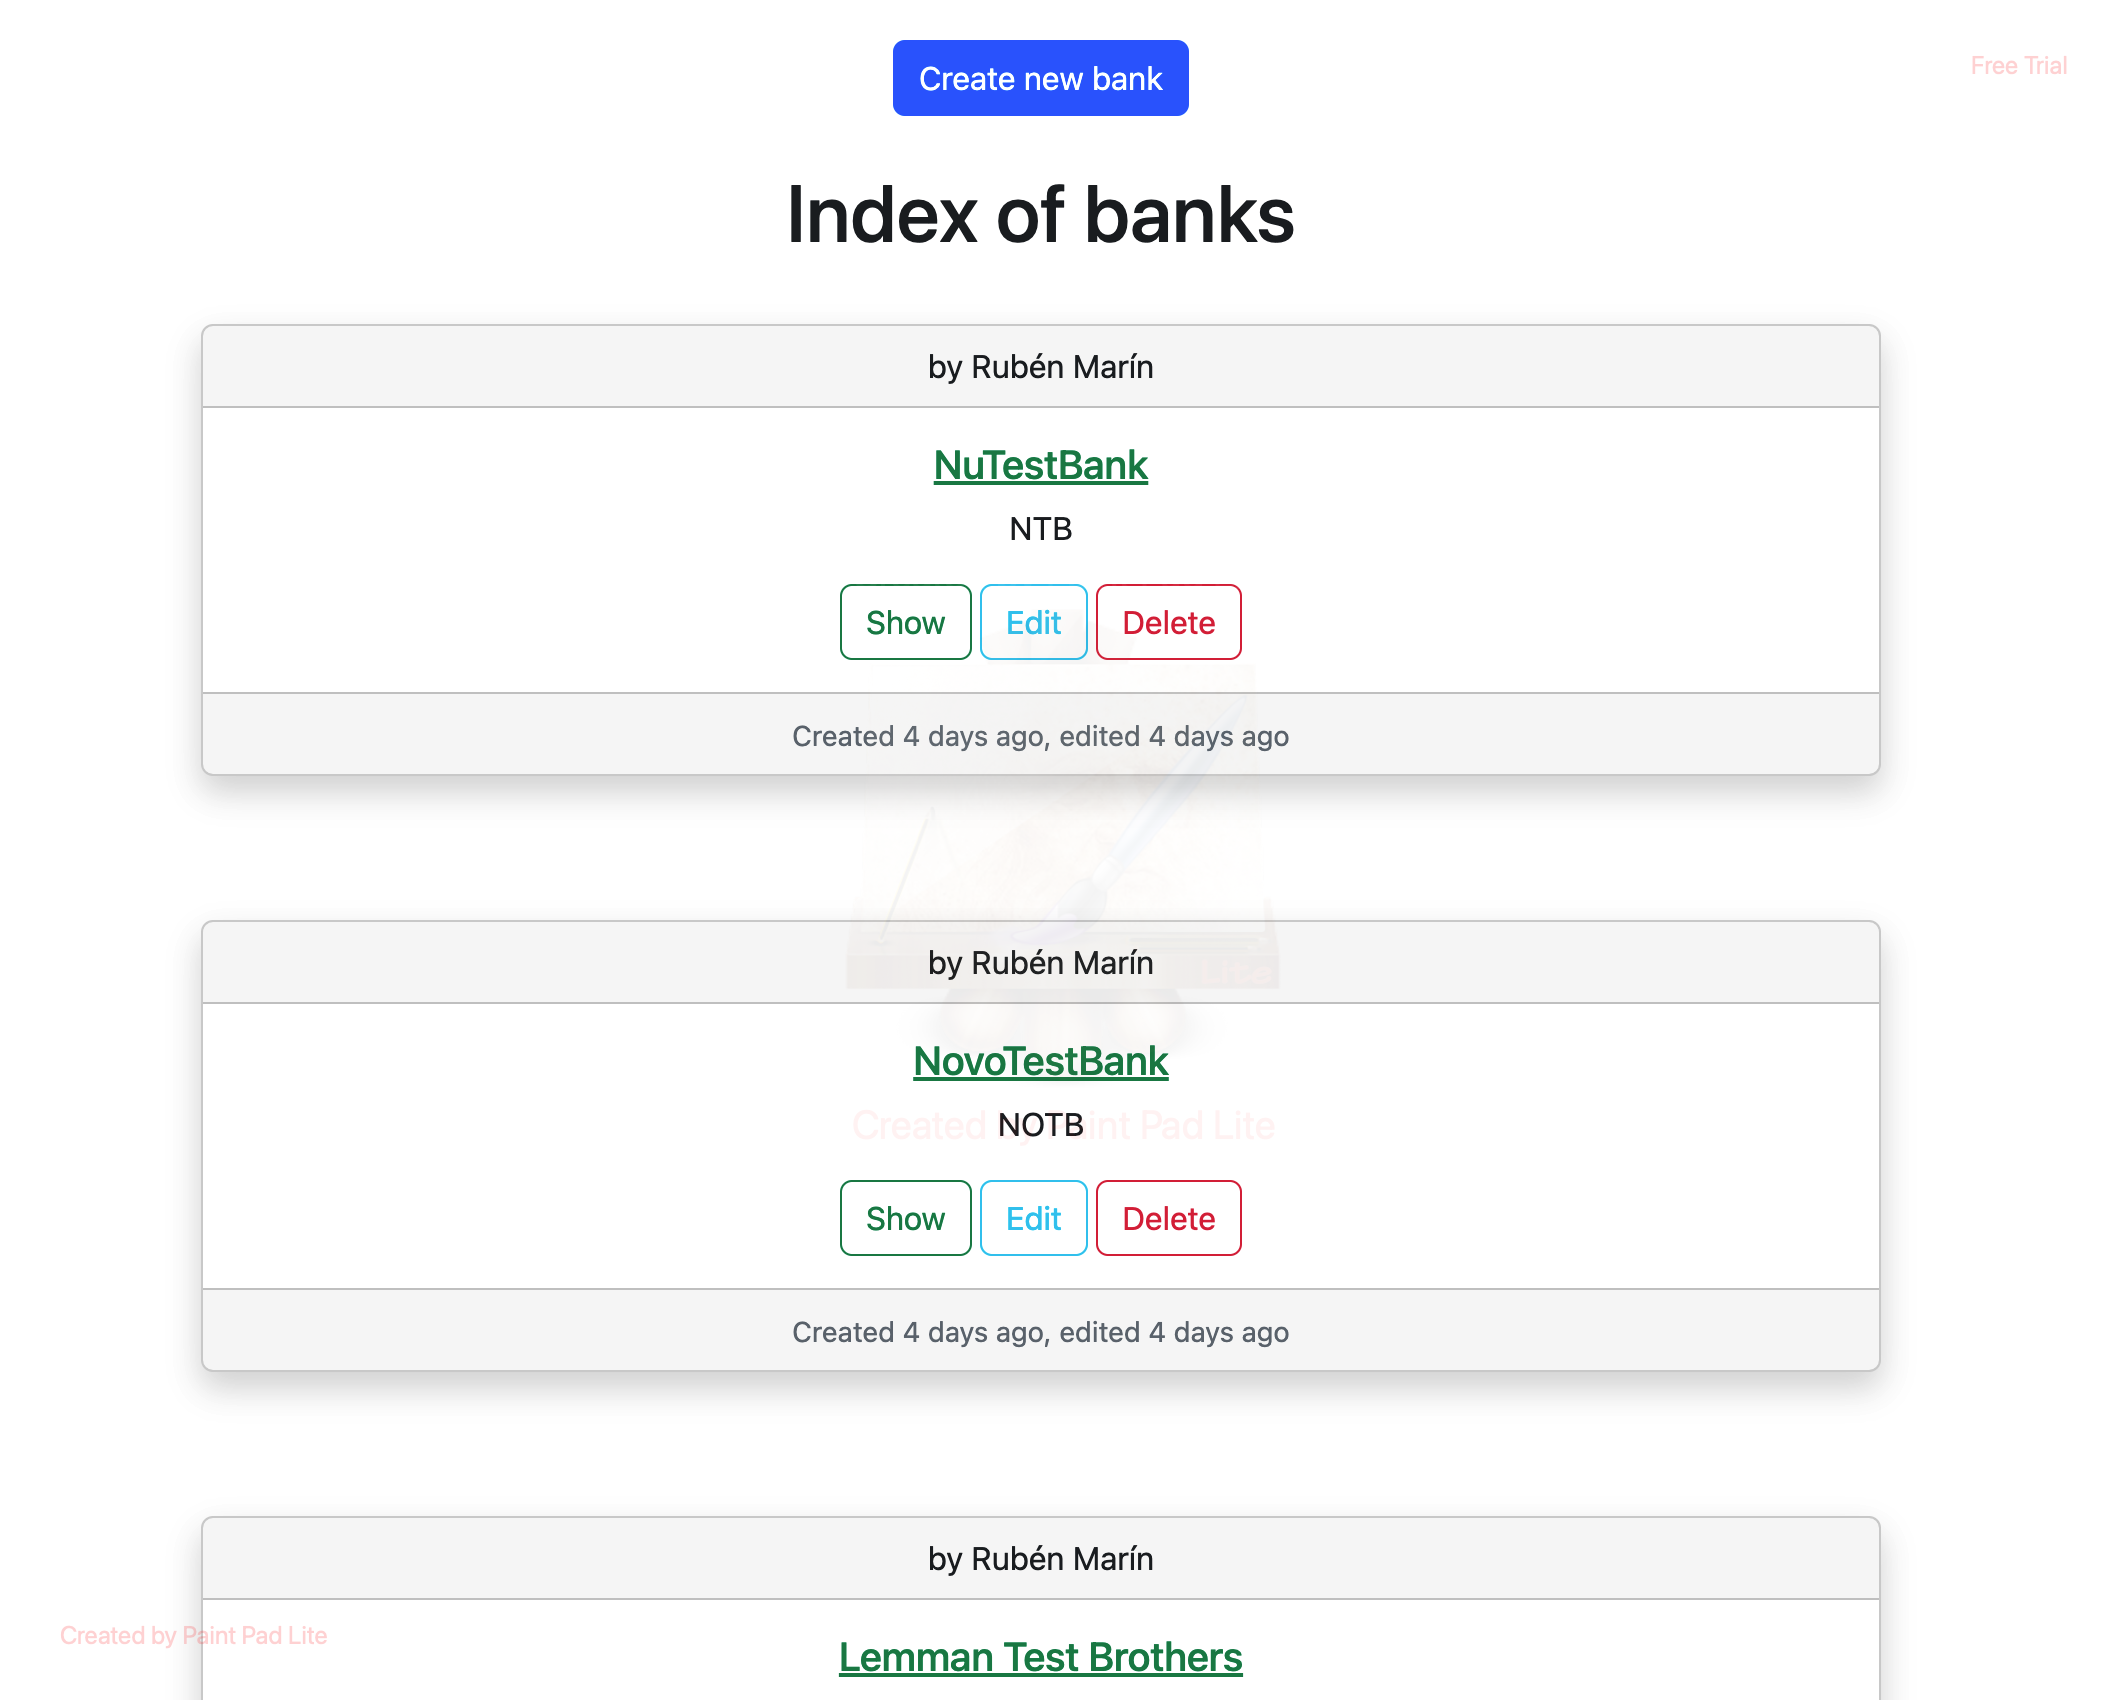 Create new bank
Free Trial
Index of banks
by Rubén Marín
NuTestBank
NTB
Show Edit Delete
Created 4 days ago, edited 4 days ago
by Rubén Marín
Lite
NovoTestBank
NOTB
Created by Paint Pad Lite
Show Edit Delete
Created 4 days ago, edited 4 days ago
by Rubén Marín
Created by Paint Pad Lite
Lemman Test Brothers